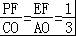 PF/CO = EF/AO = 1/3